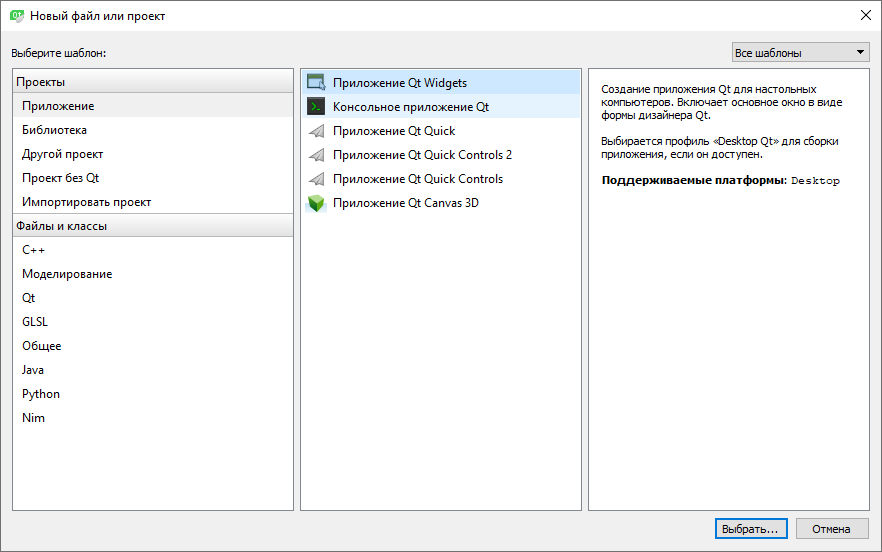 Новый файл или проект
Выберите шаблон:
Все шаблоны
Проекты
Приложение
Библиотека
Другой проект
Проект без Qt
Импортировать проект
Файлы и классы
C++
Моделирование
Qt
GLSL
Общее
Java
Python
Nim
Приложение Qt Widgets
Консольное приложение Qt
Приложение Qt Quick
Приложение Qt Quick Controls 2
Приложение Qt Quick Controls
Приложение Qt Canvas 3D
Создание приложения Qt для настольных
компьютеров. Включает основное окно в виде
формы дизайнера Qt.
Выбирается профиль «Desktop Qt» для сборки
приложения, если он доступен.
Поддерживаемые платформы: Desktop
Выбрать...
Отмена